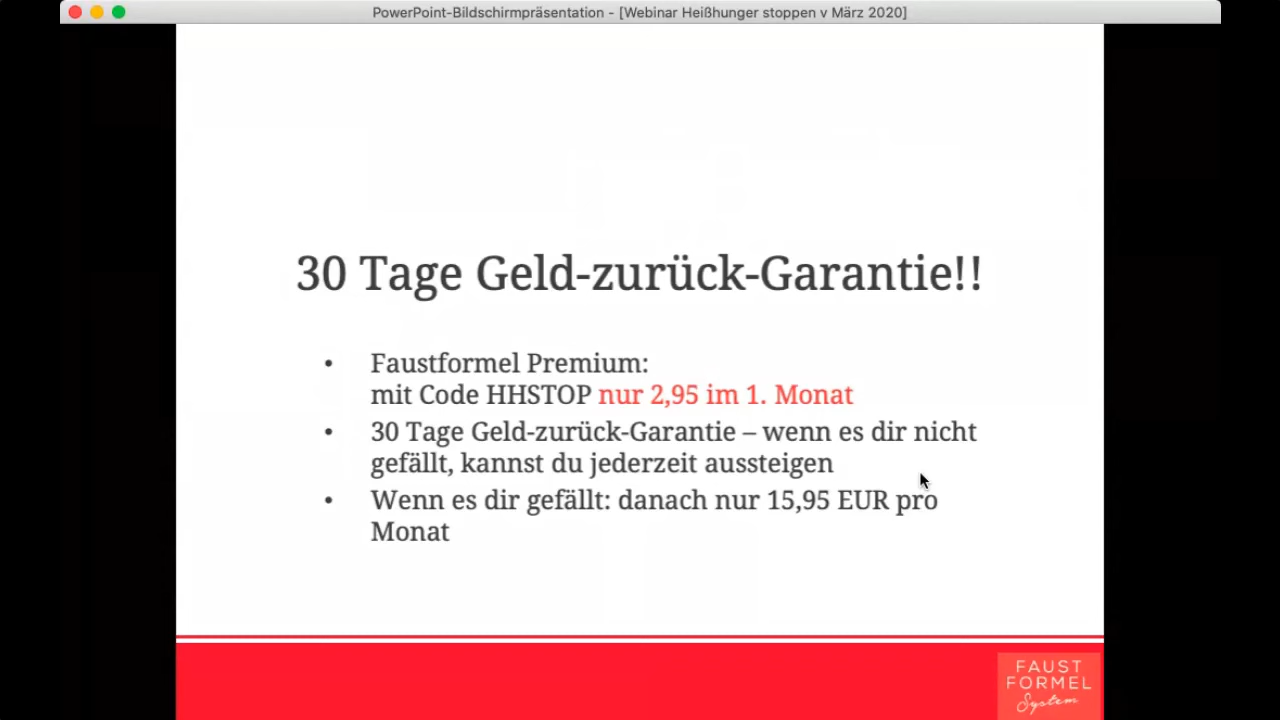 PowerPoint-Bildschirmpräsentation - [Webinar Heißhunger stoppen v März 2020]
30 Tage Geld-zurück-Garantie!!
• Faustformel Premium:
mit Code HHSTOP nur 2,95 im 1. Monat
• 30 Tage Geld-zurück-Garantie – wenn es dir nicht
gefällt, kannst du jederzeit aussteigen
• Wenn es dir gefällt: danach nur 15,95 EUR pro
Monat
FAUST
FORMEL
System